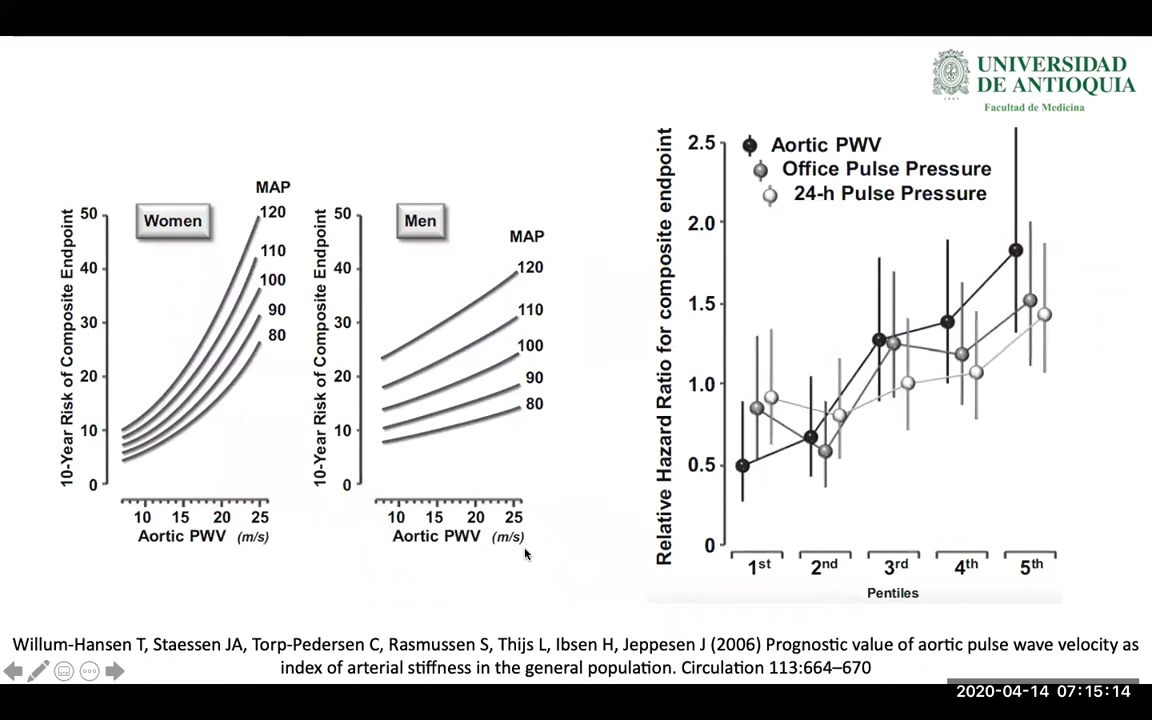 UNIVERSIDAD
DE ANTIOQUIA
1803
Facultad de Medicina
MAP
Women
10-Year Risk of Composite Endpoint
50
40
30
20
10
0
120
110
100
90
80
10 15 20 25
Aortic PWV (m/s)
Men
MAP
10-Year Risk of Composite Endpoint
50
40
30
20
10
0
120
110
100
90
80
10 15 20 25
Aortic PWV (m/s)
Relative Hazard Ratio for composite endpoint
2.5
2.0
1.5
1.0
0.5
0
Aortic PWV
Office Pulse Pressure
24-h Pulse Pressure
1st 2nd 3rd 4th 5th
Pentiles
Willum-Hansen T, Staessen JA, Torp-Pedersen C, Rasmussen S, Thijs L, Ibsen H, Jeppesen J (2006) Prognostic value of aortic pulse wave velocity as
index of arterial stiffness in the general population. Circulation 113:664–670
2020-04-14 07:15:14